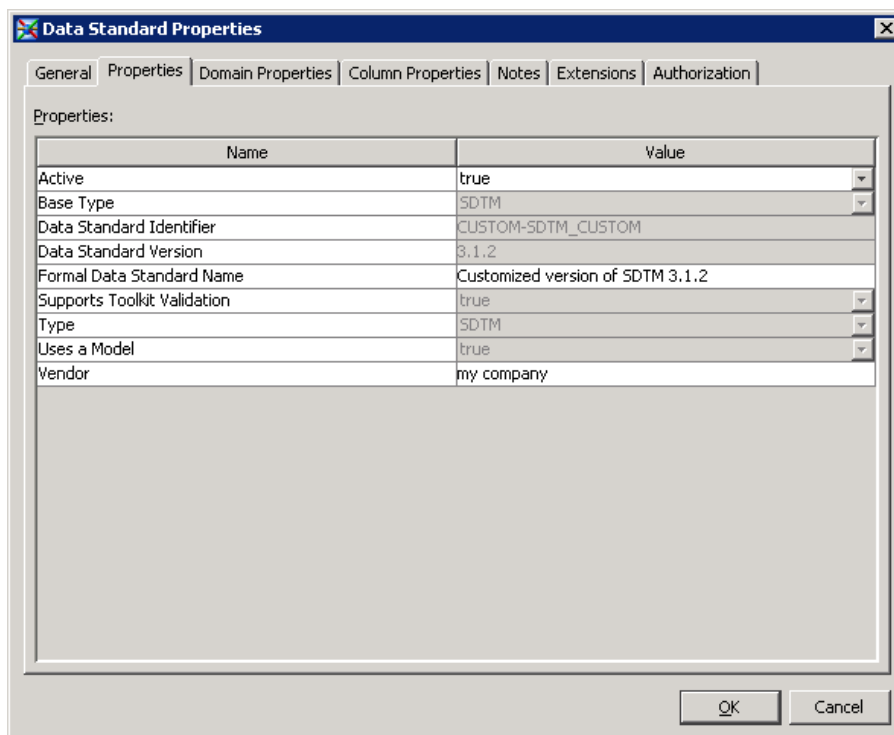 Data Standard Properties
General Properties Domain Properties Column Properties Notes Extensions Authorization
Properties:
Name Value
Active true
Base Type SDTM
Data Standard Identifier CUSTOM-SDTM_CUSTOM
Data Standard Version 3.1.2
Formal Data Standard Name Customized version of SDTM 3.1.2
Supports Toolkit Validation true
Type SDTM
Uses a Model true
Vendor my company
OK Cancel